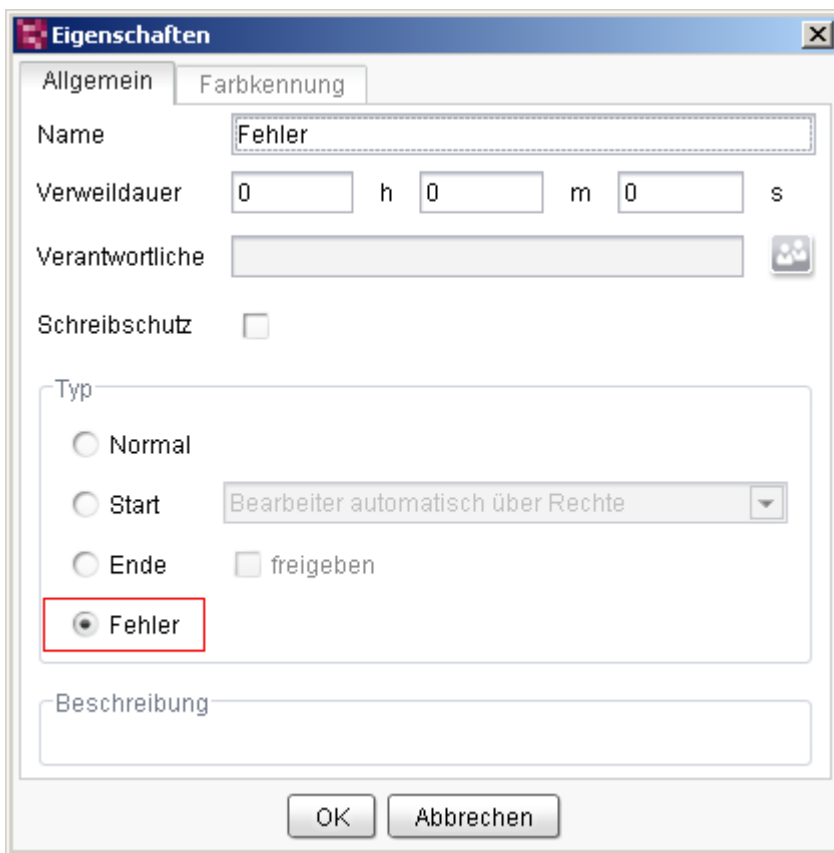 Eigenschaften
Allgemein Farbkennung
Name Fehler
Verweildauer 0 h 0 m 0 s
Verantwortliche
Schreibschutz
Typ
Normal
Start Bearbeiter automatisch über Rechte
Ende freigeben
Fehler
Beschreibung
OK Abbrechen